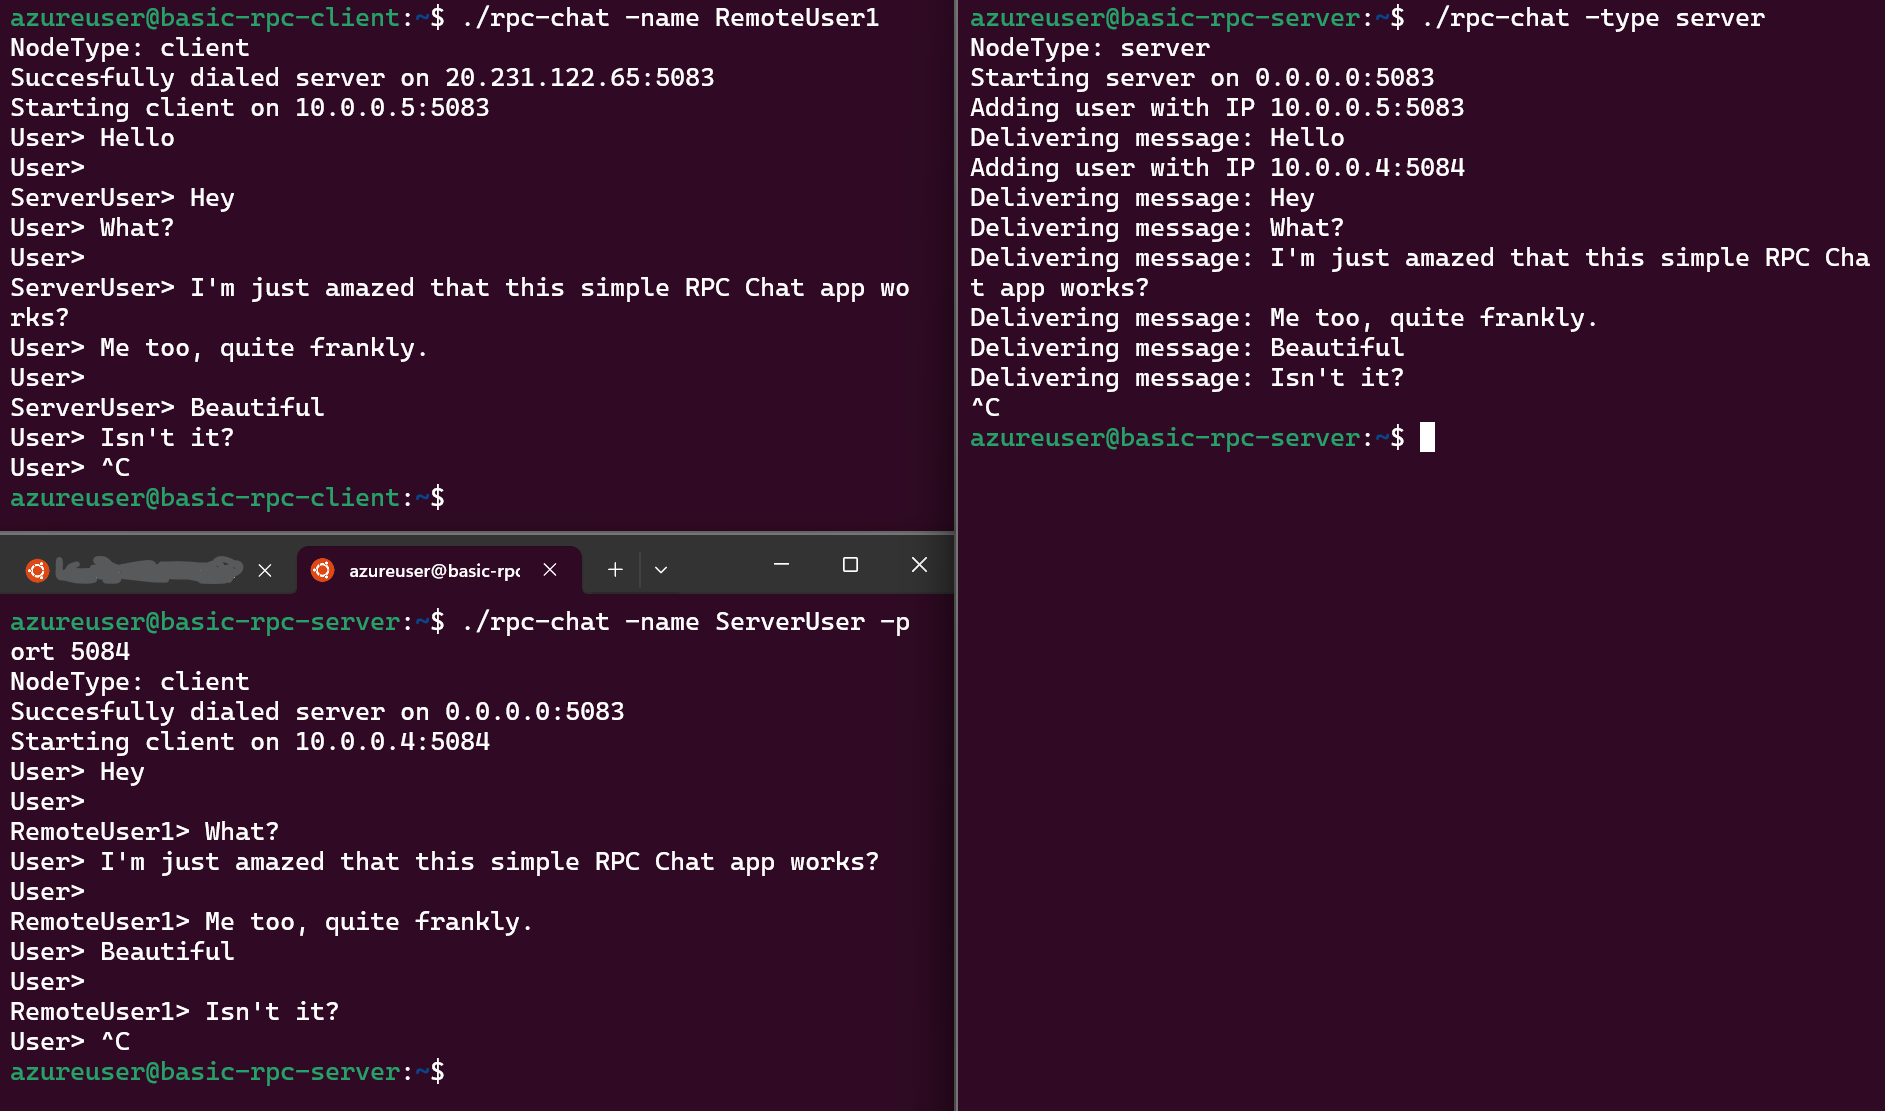 azureuser@basic-rpc-client:~$ ./rpc-chat -name RemoteUser1
NodeType: client
Succesfully dialed server on 20.231.122.65:5083
Starting client on 10.0.0.5:5083
User> Hello
User>
ServerUser> Hey
User> What?
User>
ServerUser> I'm just amazed that this simple RPC Chat app wo
rks?
User> Me too, quite frankly.
User>
ServerUser> Beautiful
User> Isn't it?
User> ^C
azureuser@basic-rpc-client:~$
azureuser@basic-rpc
azureuser@basic-rpc-server:~$ ./rpc-chat -name ServerUser -p
ort 5084
NodeType: client
Succesfully dialed server on 0.0.0.0:5083
Starting client on 10.0.0.4:5084
User> Hey
User>
RemoteUser1> What?
User> I'm just amazed that this simple RPC Chat app works?
User>
RemoteUser1> Me too, quite frankly.
User> Beautiful
User>
RemoteUser1> Isn't it?
User> ^C
azureuser@basic-rpc-server:~$
azureuser@basic-rpc-server:~$ ./rpc-chat -type server
NodeType: server
Starting server on 0.0.0.0:5083
Adding user with IP 10.0.0.5:5083
Delivering message: Hello
Adding user with IP 10.0.0.4:5084
Delivering message: Hey
Delivering message: What?
Delivering message: I'm just amazed that this simple RPC Cha
t app works?
Delivering message: Me too, quite frankly.
Delivering message: Beautiful
Delivering message: Isn't it?
^C
azureuser@basic-rpc-server:~$